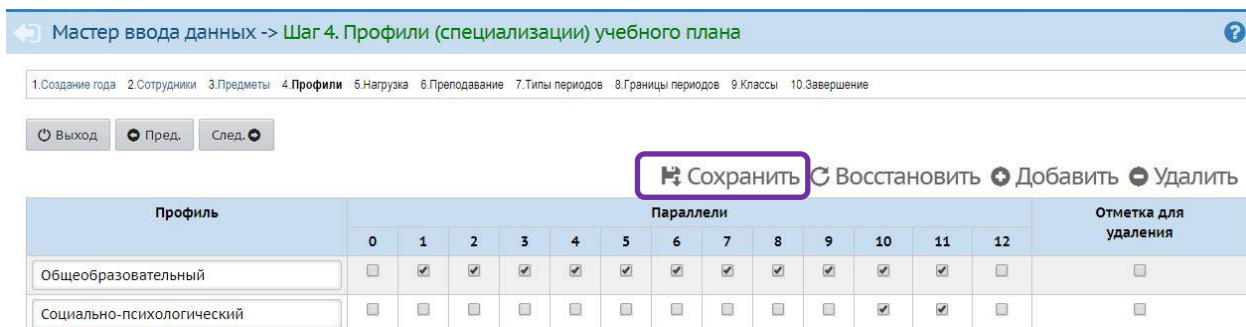 Мастер ввода данных -> Шаг 4. Профили (специализации) учебного плана
1.Создание года 2.Сотрудники 3.Предметы 4.Профили 5.Нагрузка 6.Преподавание 7.Типы периодов 8.Границы периодов 9.Классы 10.Завершение
Выход Пред. След.
Сохранить Восстановить Добавить Удалить
Профиль Параллели Отметка для удаления
0 1 2 3 4 5 6 7 8 9 10 11 12
Общеобразовательный
Социально-психологический